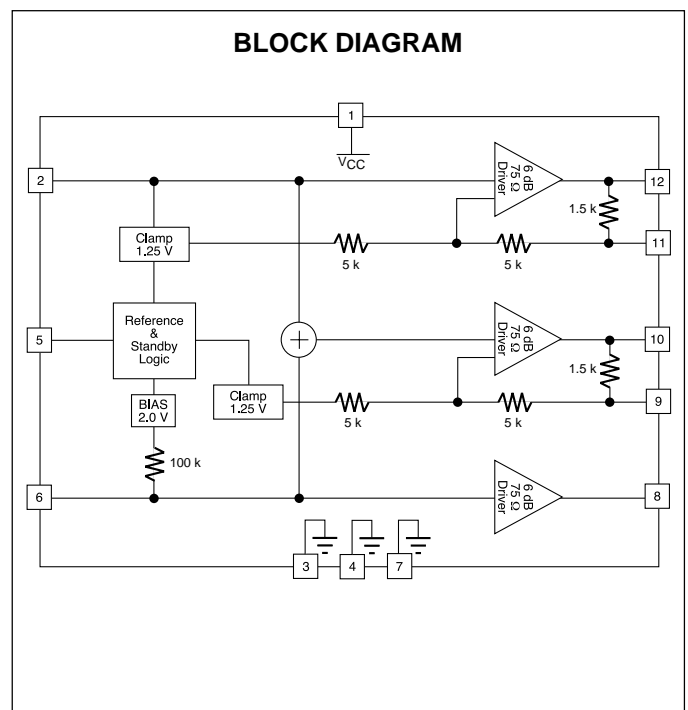 BLOCK DIAGRAM
1
VCC
2
6 dB
75 Ω
Driver
12
1.5 k
Clamp
1.25 V
11
5 k
5 k
Reference
&
Standby
Logic
5
+
6 dB
75 Ω
Driver
10
1.5 k
Clamp
1.25 V
BIAS
2.0 V
9
5 k
5 k
100 k
6
6 dB
75 Ω
Driver
8
3
4
7